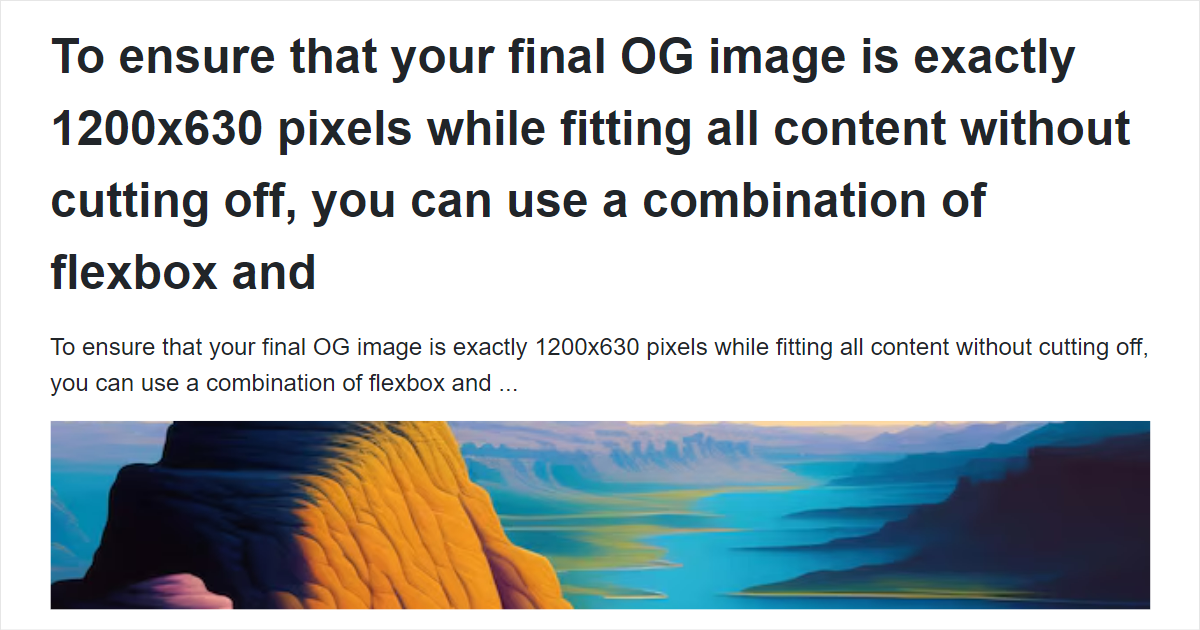 To ensure that your final OG image is exactly
1200x630 pixels while fitting all content without
cutting off, you can use a combination of
flexbox and
To ensure that your final OG image is exactly 1200x630 pixels while fitting all content without cutting off,
you can use a combination of flexbox and ...